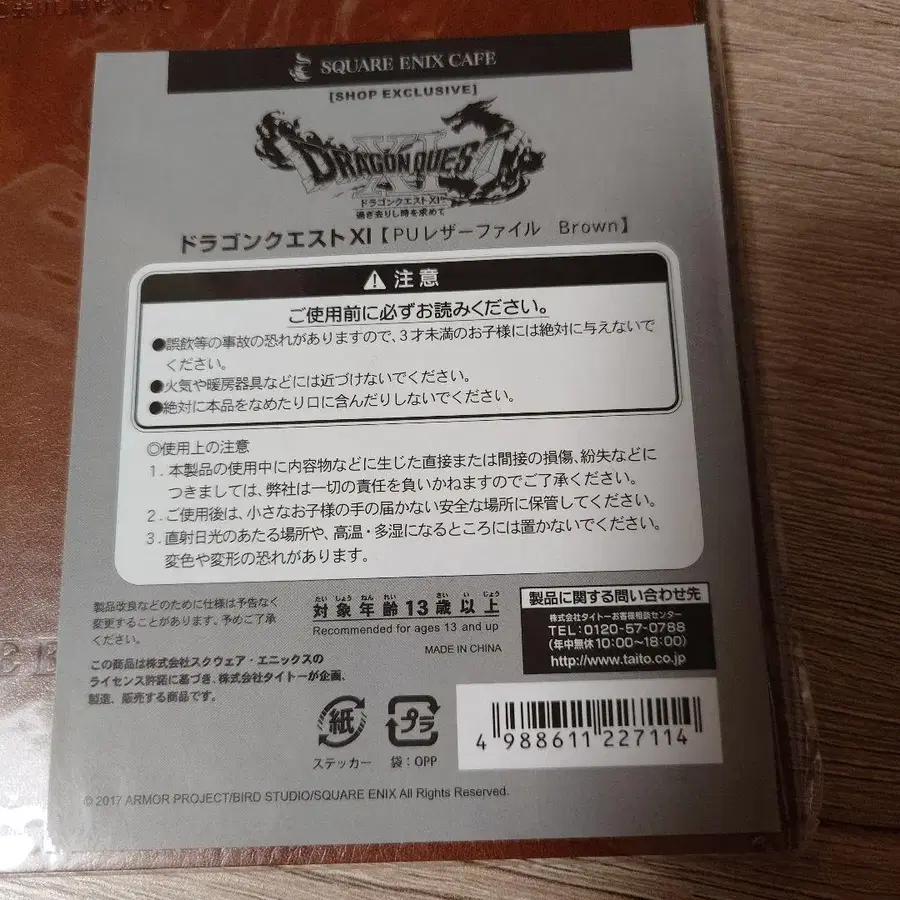 SQUARE ENIX CAFE
[SHOP EXCLUSIVE]
DRAGON QUEST XI
ドラゴンクエストXI
過ぎ去りし時を求めて
ドラゴンクエストXI【PUレザーファイル Brown】
注意
ご使用前に必ずお読みください。
●誤飲等の事故の恐れがありますので、3才未満のお子様には絶対に与えないで
ください。
●火気や暖房器具などには近づけないでください。
●絶対に本品をなめたり口に含んだりしないでください。
◎使用上の注意
1. 本製品の使用中に内容物などに生じた直接または間接の損傷、紛失などに
つきましては、弊社は一切の責任を負いかねますのでご了承ください。
2. ご使用後は、小さなお子様の手の届かない安全な場所に保管してください。
3. 直射日光のあたる場所や、高温・多湿になるところには置かないでください。
変色や変形の恐れがあります。
製品改良などのために仕様は予告なく
変更することがあります。予めご了承
ください。
この商品は株式会社スクウェア・エニックスの
ライセンス許諾に基づき、株式会社タイトーが企画、
製造、販売する商品です。
たいしょうねんれい さい いじょう
対象年齢13歳以上
Recommended for ages 13 and up
MADE IN CHINA
製品に関する問い合わせ先
株式会社タイトーお客様相談センター
TEL:0120-57-0788
(年中無休10:00~18:00)
http://www.taito.co.jp
紙
ステッカー
プラ
袋:OPP
4 988611 227114
© 2017 ARMOR PROJECT/BIRD STUDIO/SQUARE ENIX All Rights Reserved.